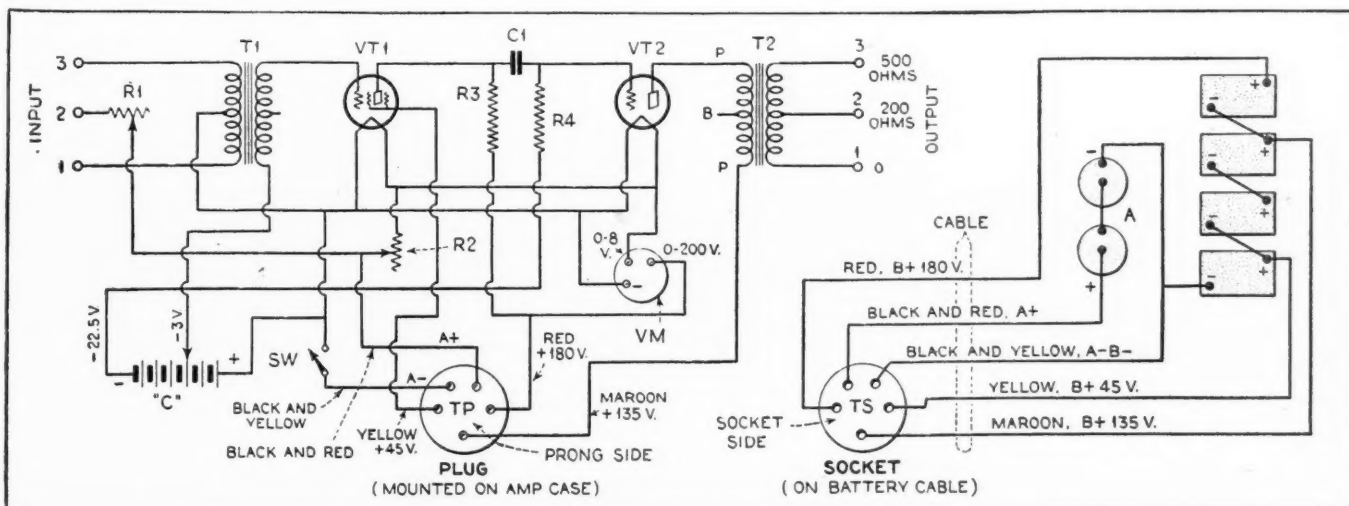 INPUT
3
2
1
R1
T1
VT1
C1
R3
R4
VT2
T2
P
B
P
3
500
OHMS
2
200
OHMS
1
0
OUTPUT
R2
0-8
V.
0-200 V.
-
VM
-22.5V
-3V
-
+
"C"
SW
A+
A-
BLACK AND
YELLOW
BLACK AND RED
YELLOW
+45 V.
TP
RED
+180V.
MAROON
+135 V.
PRONG SIDE
PLUG
(MOUNTED ON AMP CASE)
CABLE
RED, B+ 180 V.
BLACK AND RED, A+
BLACK AND YELLOW, A-B-
YELLOW, B+ 45 V.
MAROON, B+ 135 V.
TS
SOCKET
SIDE
SOCKET
(ON BATTERY CABLE)
-
A
+
+
-
+
-
+
-
+
-